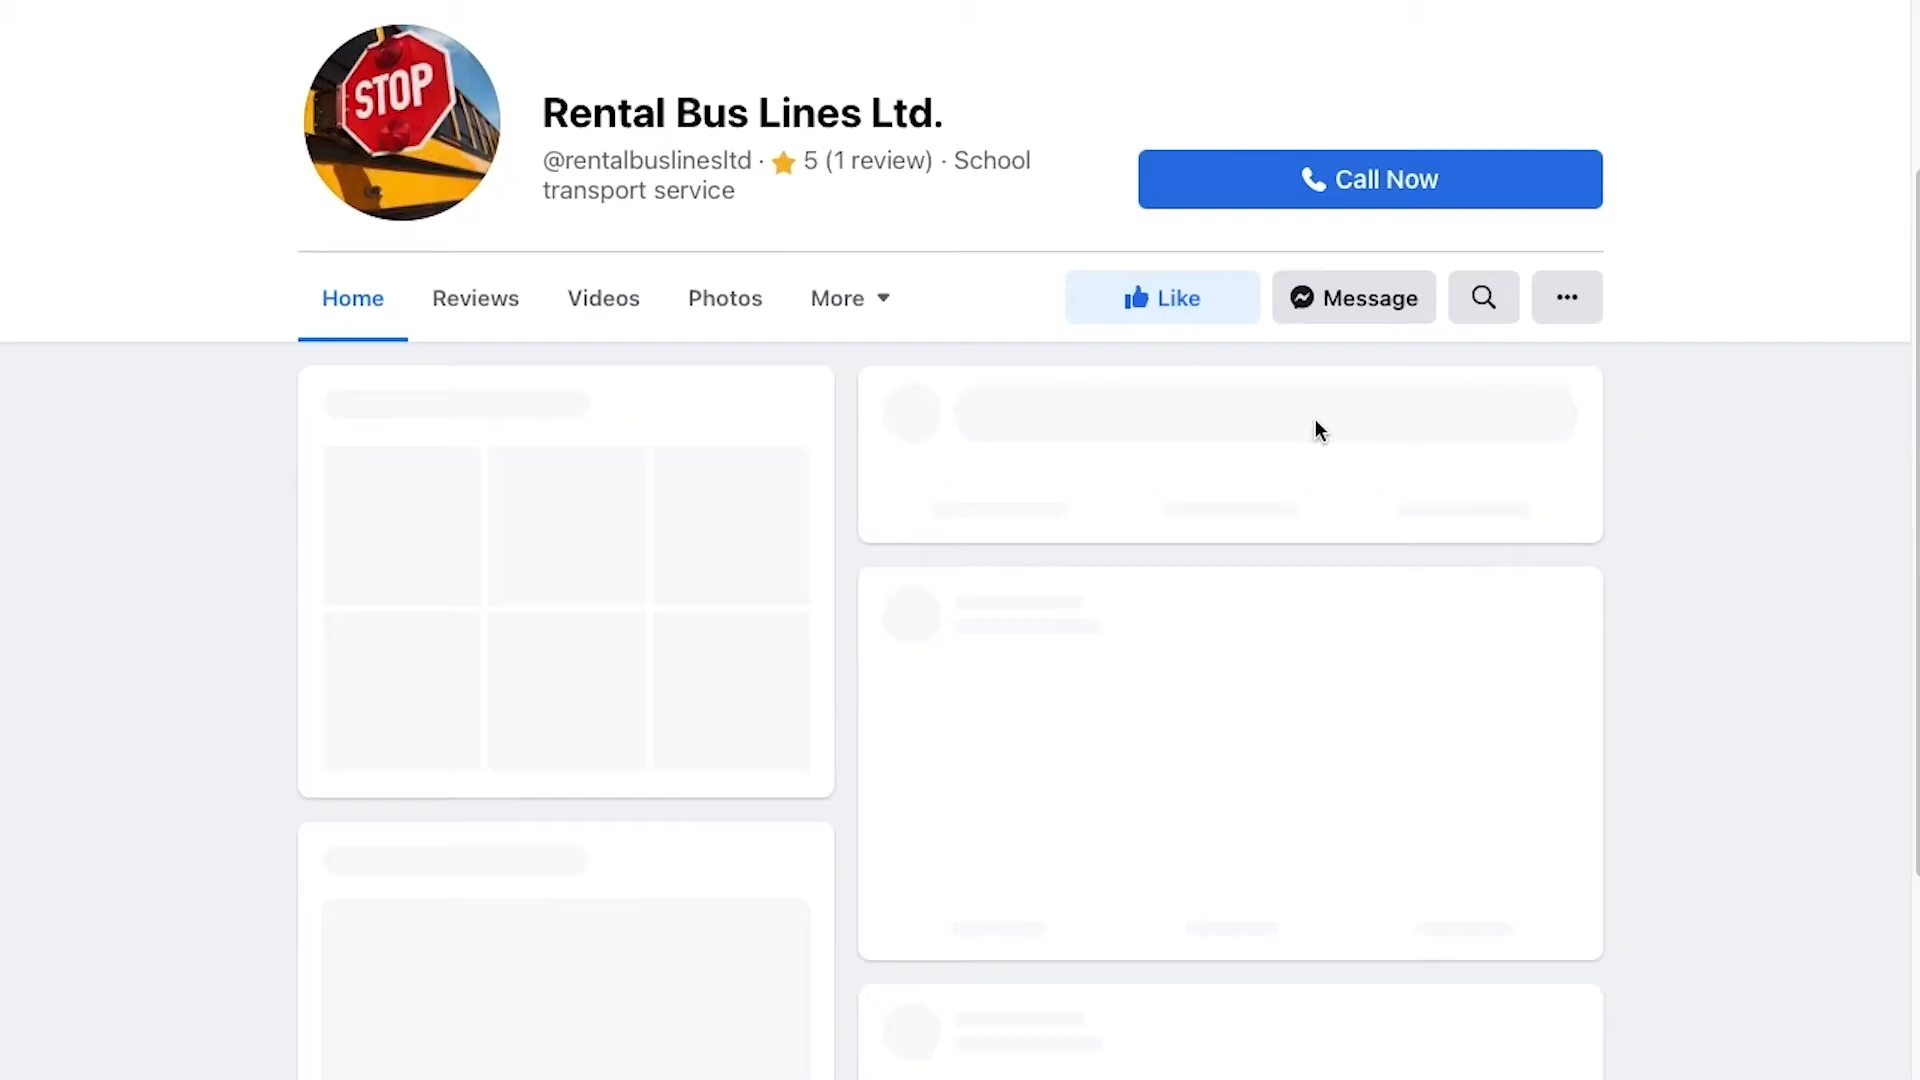 STOP
Rental Bus Lines Ltd.
@rentalbuslinesltd · 5 (1 review) · School
transport service
Call Now
Home
Reviews
Videos
Photos
More
Like
Message